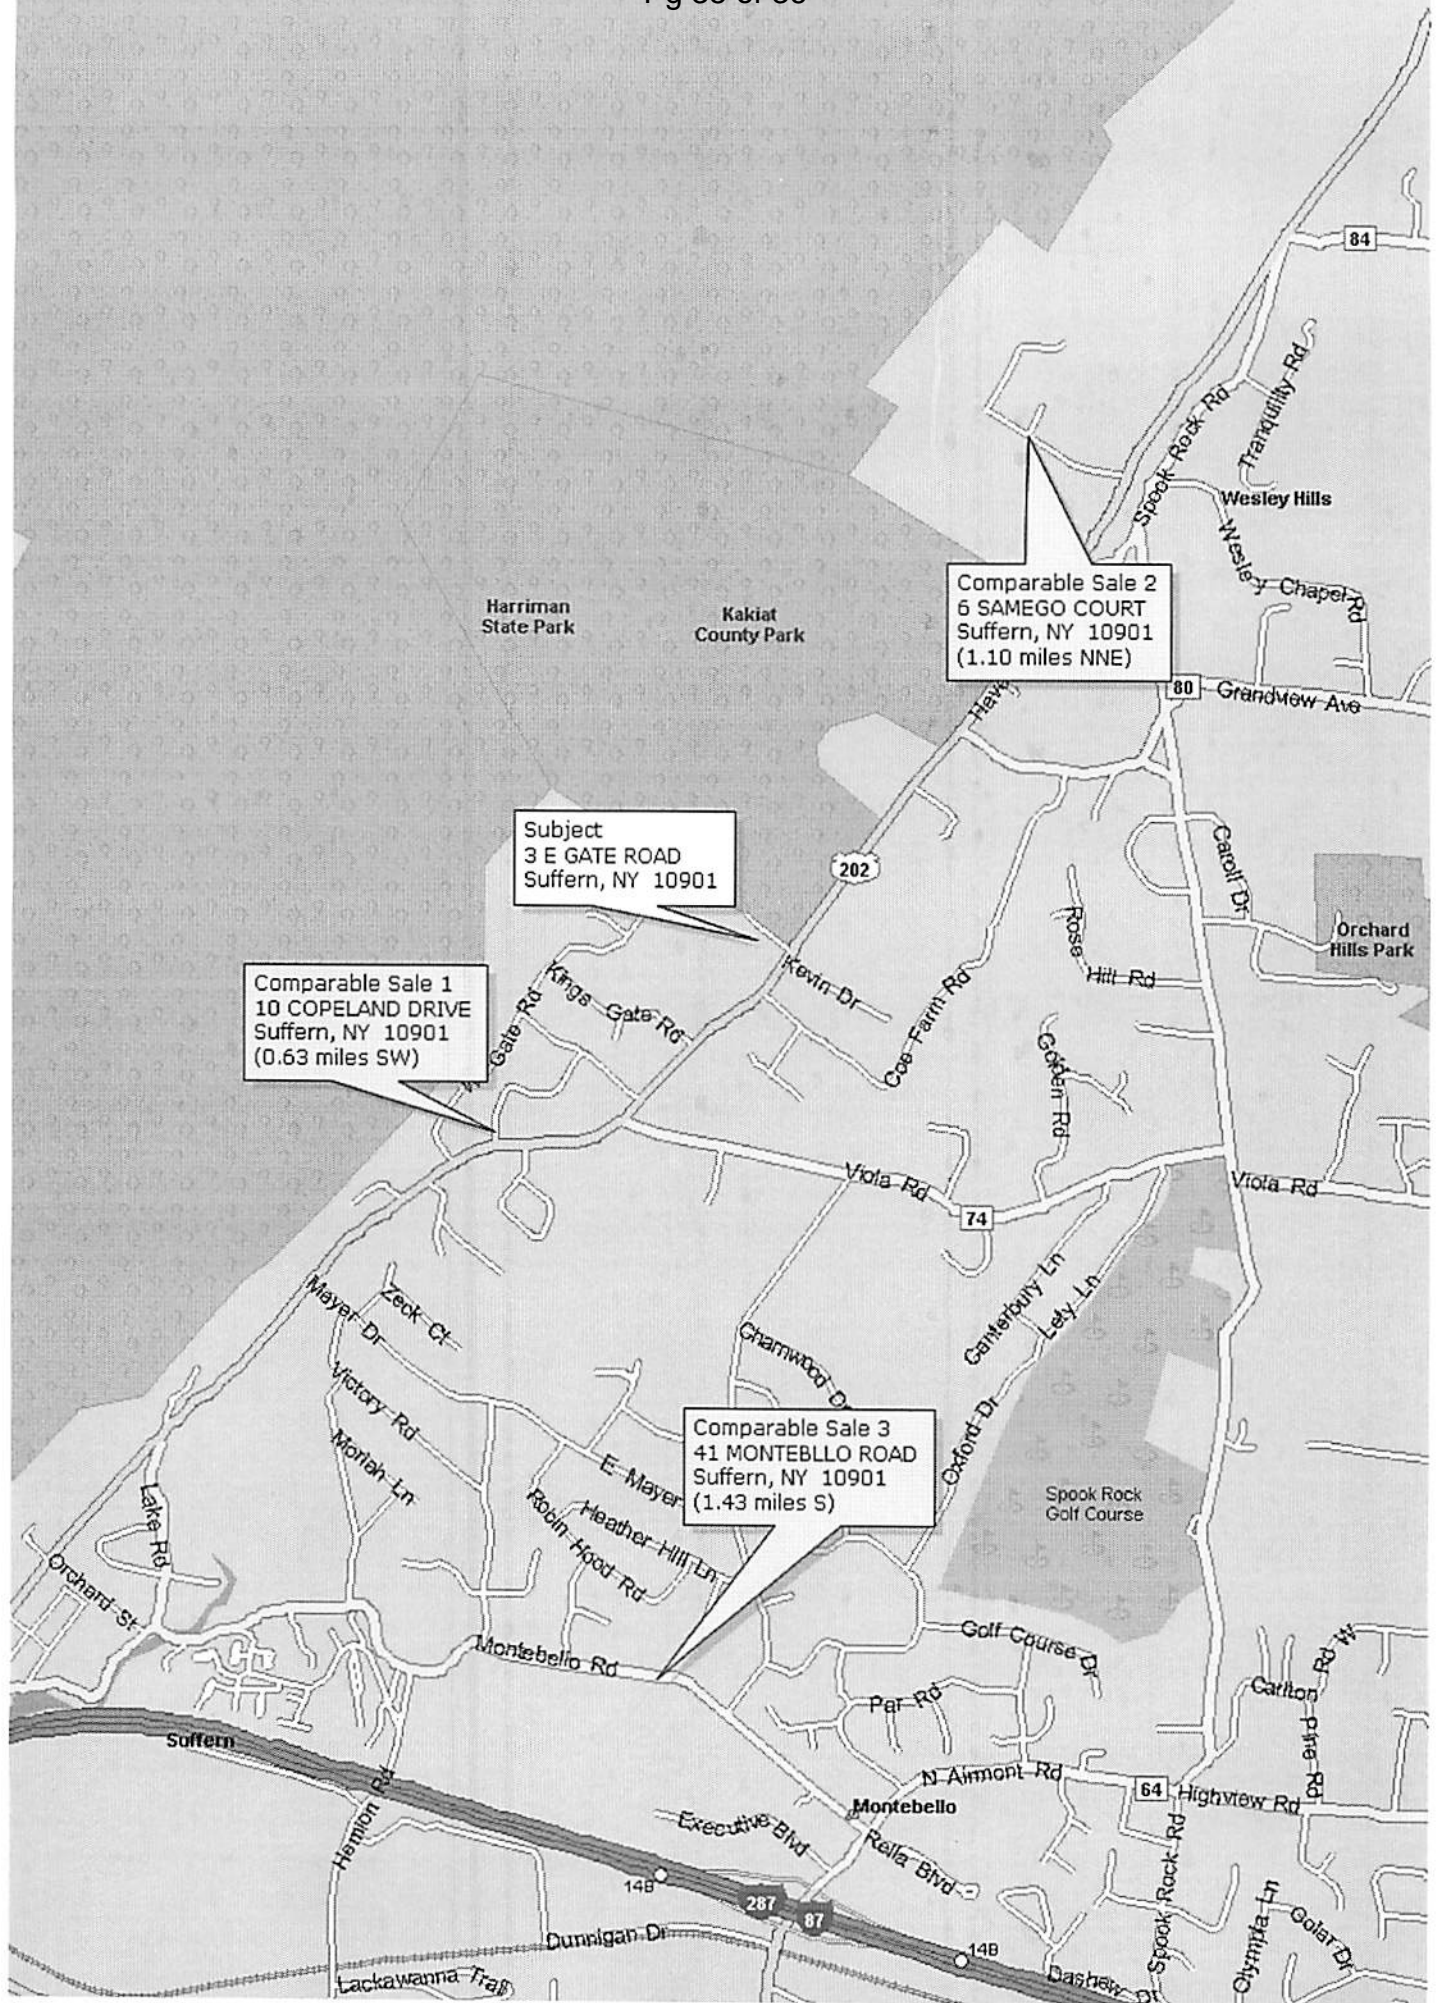 84
Spook Rock Rd
Tranquility Rd
Wesley Hills
Wesley Chapel Rd
Harriman
State Park
Kakiat
County Park
Comparable Sale 2
6 SAMEGO COURT
Suffern, NY 10901
(1.10 miles NNE)
80
Grandview Ave
Subject
3 E GATE ROAD
Suffern, NY 10901
202
Caroll Dr
Rose Hill Rd
Orchard
Hills Park
Comparable Sale 1
10 COPELAND DRIVE
Suffern, NY 10901
(0.63 miles SW)
Kings Gate Rd
Gate Rd
Kevin Dr
Coe Farm Rd
Golden Rd
Viola Rd
74
Viola Rd
Mayer Dr
Zeck Ct
Canterbury Ln
Lety Ln
Charnwood Dr
Victory Rd
Moriah Ln
Oxford Dr
Comparable Sale 3
41 MONTEBLLO ROAD
Suffern, NY 10901
(1.43 miles S)
E Mayer
Spook Rock
Golf Course
Lake Rd
Robin Hood Rd
Heather Hill Ln
Orchard St
Montebello Rd
Golf Course Dr
Par Rd
Carlton
Rd W
Pine Rd
Suffern
N Airmont Rd
64
Highview Rd
Montebello
Hemion Rd
Executive Blvd
Rella Blvd
14B
287
87
Spook Rock Rd
Olympia Ln
Golar Dr
Dunnigan Dr
14B
Dashew Dr
Lackawanna Trail